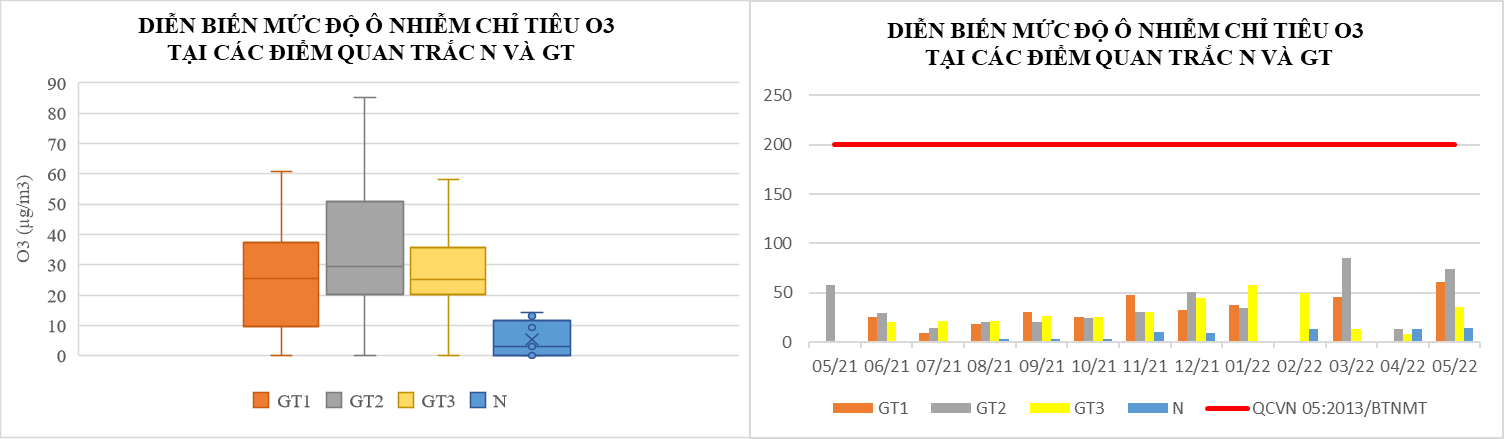 DIỄN BIẾN MỨC ĐỘ Ô NHIỄM CHỈ TIÊU O3
TẠI CÁC ĐIỂM QUAN TRẮC N VÀ GT
90
80
70
60
50
40
30
20
10
0
O3 (µg/m3)
GT1 GT2 GT3 N
DIỄN BIẾN MỨC ĐỘ Ô NHIỄM CHỈ TIÊU O3
TẠI CÁC ĐIỂM QUAN TRẮC N VÀ GT
250
200
150
100
50
0
05/21 06/21 07/21 08/21 09/21 10/21 11/21 12/21 01/22 02/22 03/22 04/22 05/22
GT1 GT2 GT3 N QCVN 05:2013/BTNMT